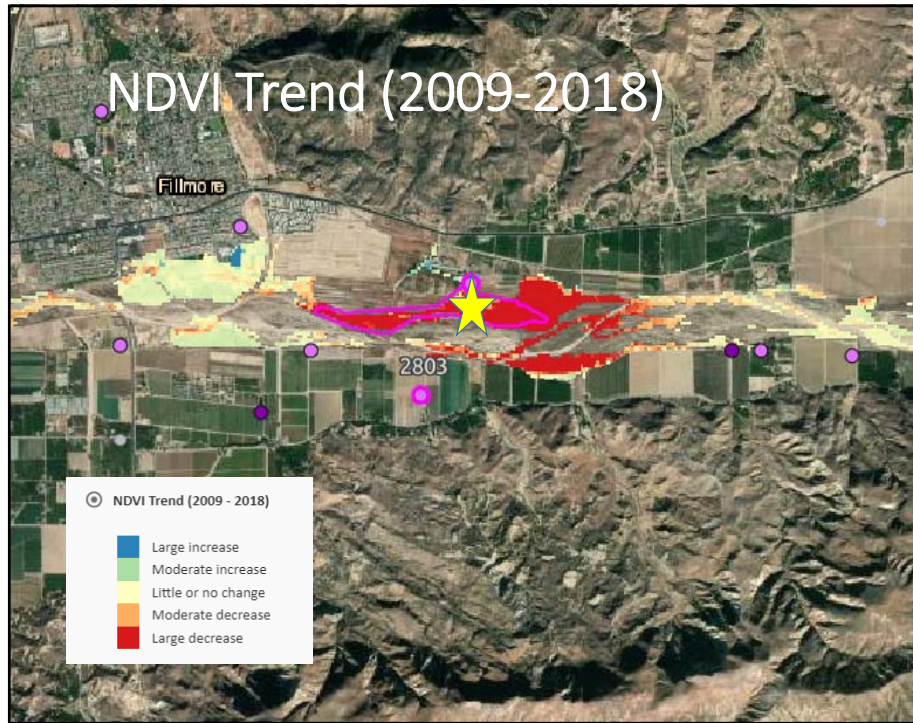 NDVI Trend (2009-2018)
Fillmore
2803
NDVI Trend (2009 - 2018)
Large increase
Moderate increase
Little or no change
Moderate decrease
Large decrease